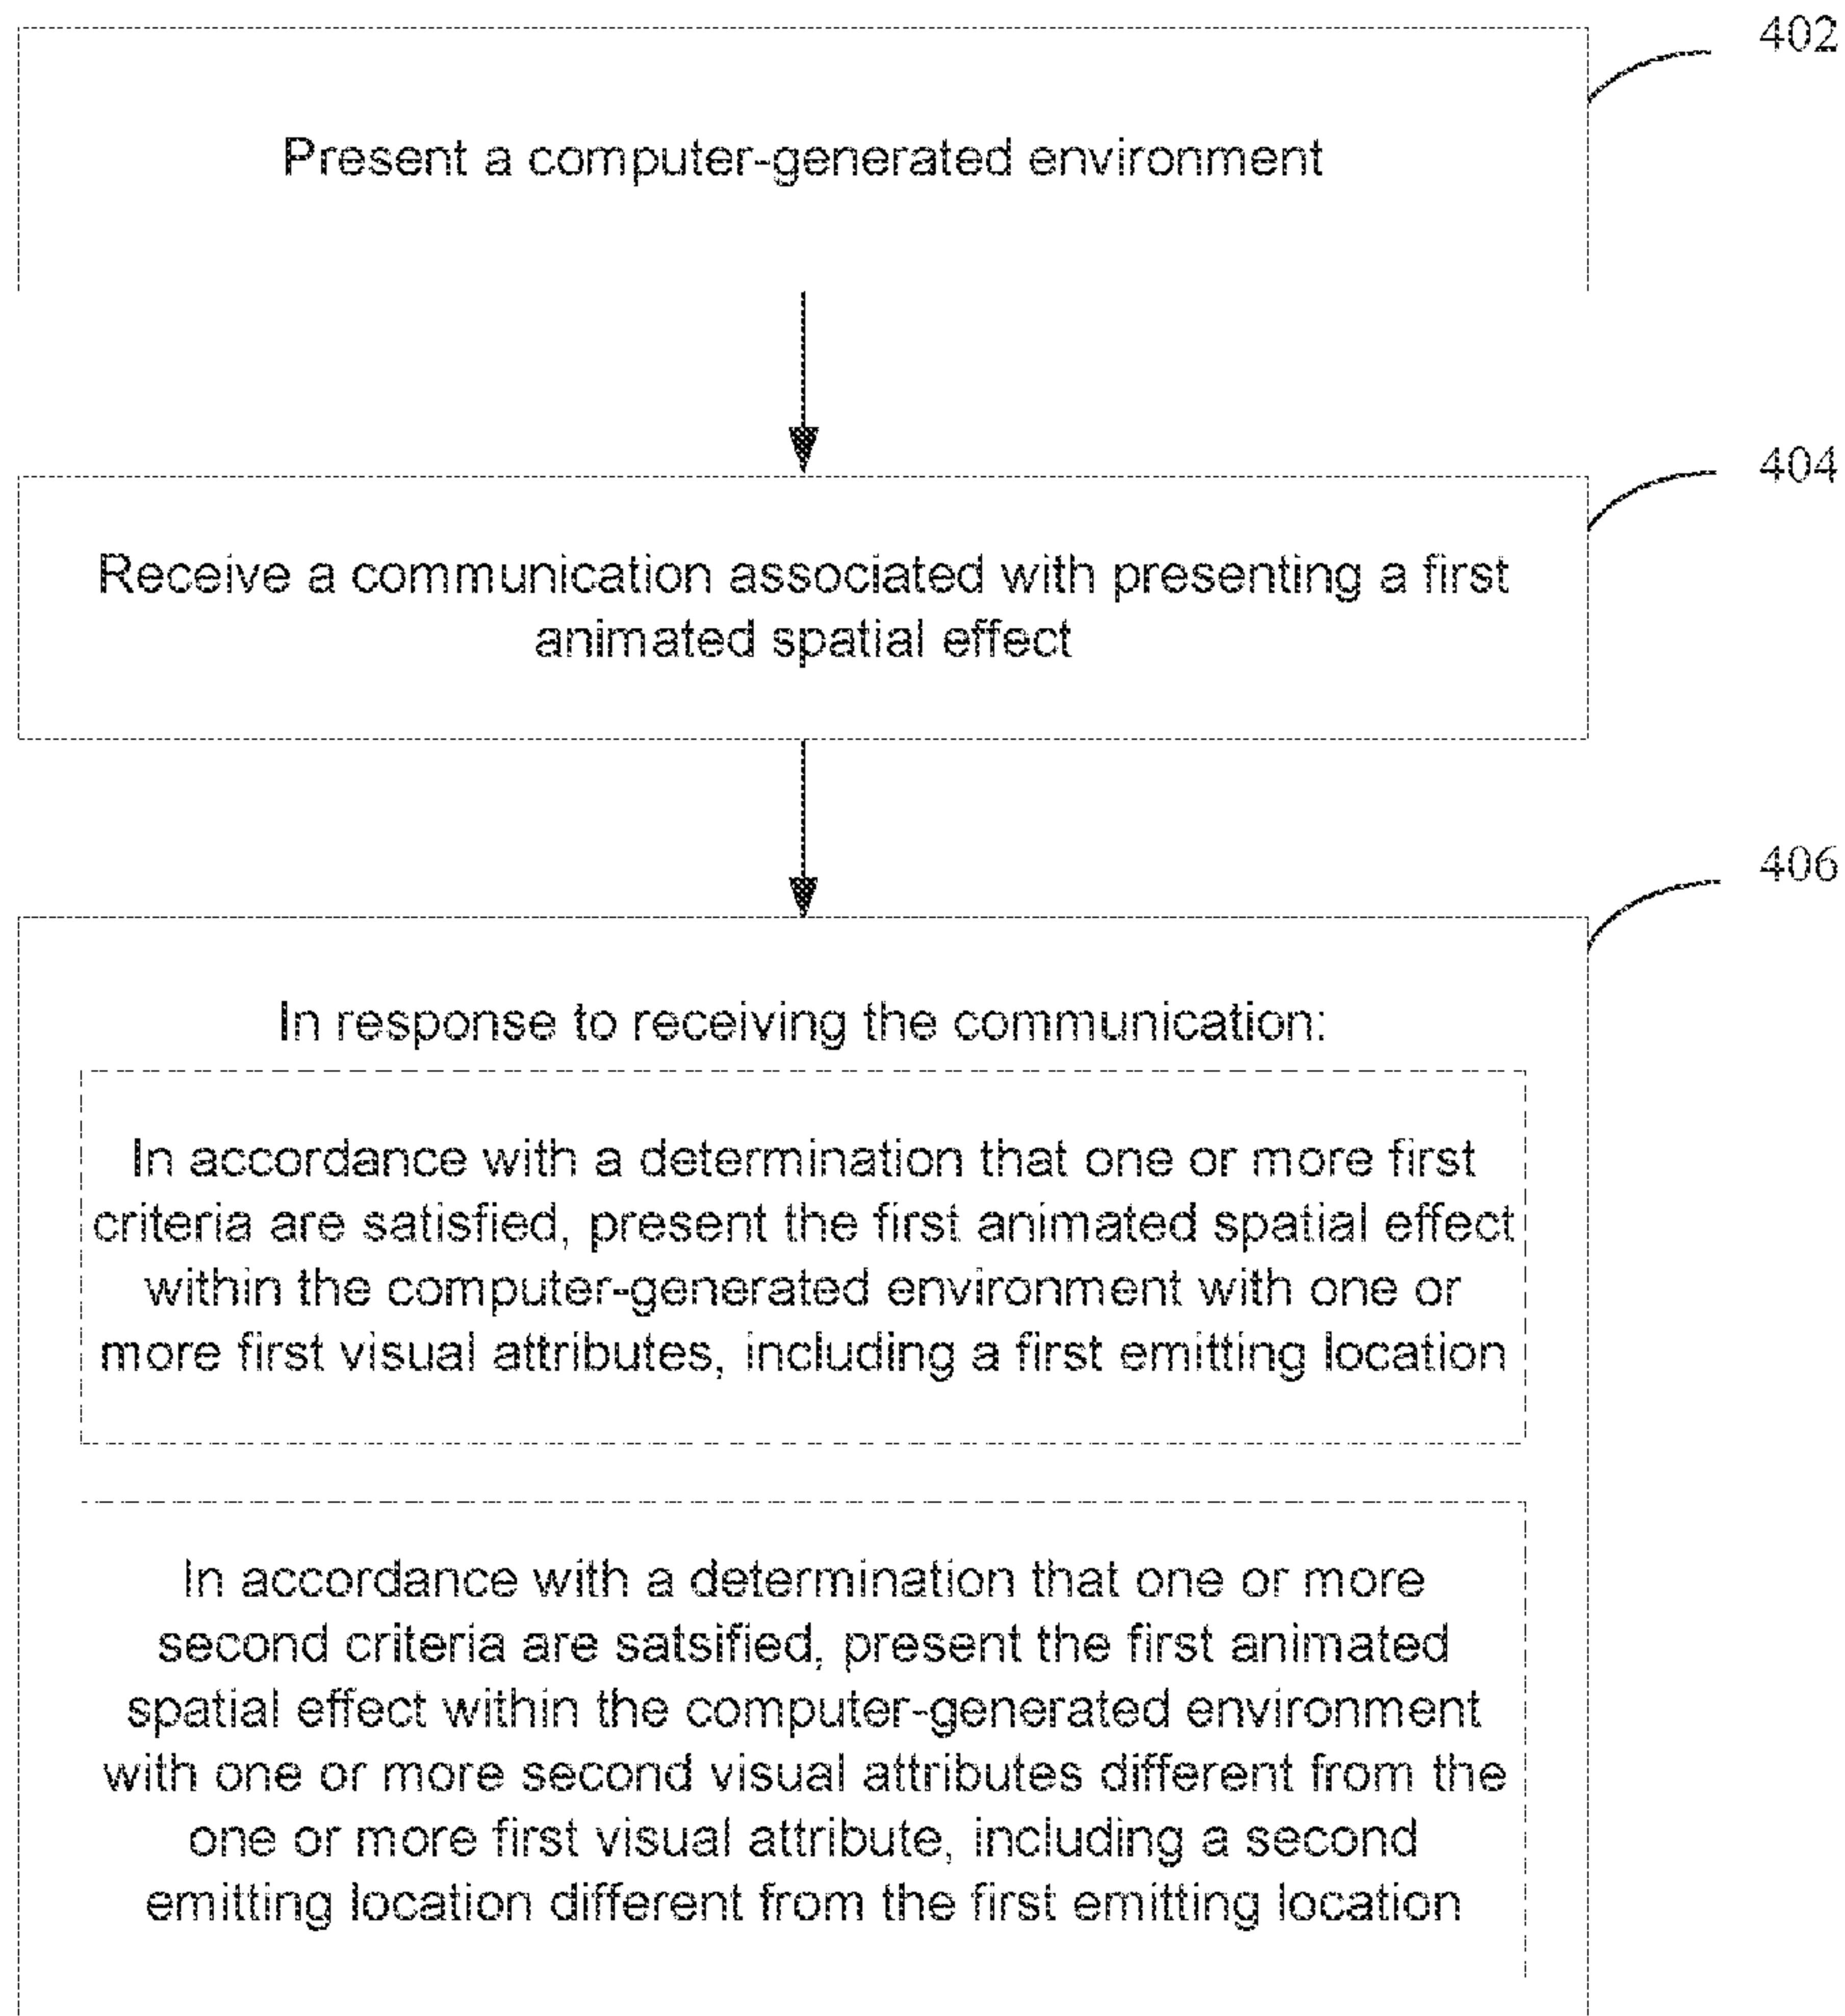 402
Present a computer-generated environment
404
Receive a communication associated with presenting a first
animated spatial effect
406
In response to receiving the communication:
In accordance with a determination that one or more first
criteria are satisfied, present the first animated spatial effect
within the computer-generated environment with one or
more first visual attributes, including a first emitting location
In accordance with a determination that one or more
second criteria are satsified, present the first animated
spatial effect within the computer-generated environment
with one or more second visual attributes different from the
one or more first visual attribute, including a second
emitting location different from the first emitting location